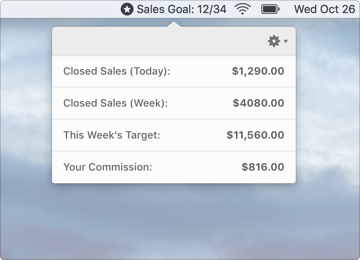 Sales Goal: 12/34 Wed Oct 26
Closed Sales (Today): $1,290.00
Closed Sales (Week): $4080.00
This Week's Target: $11,560.00
Your Commission: $816.00